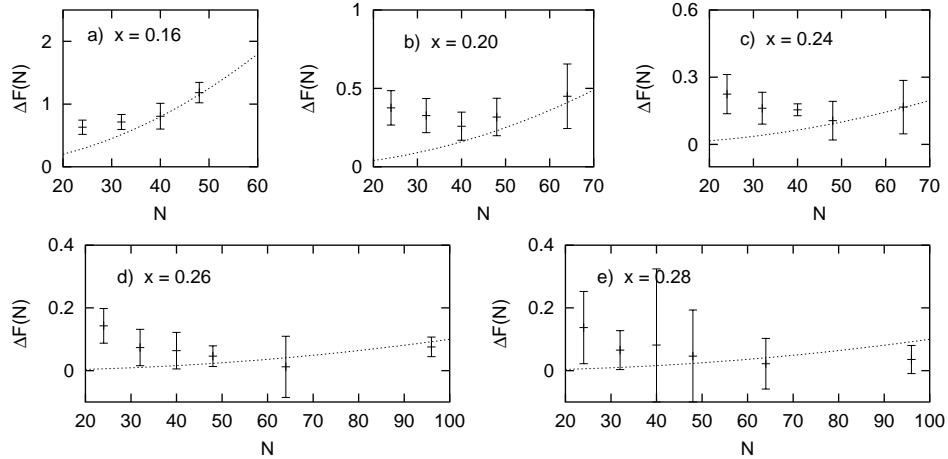 a) x = 0.16
ΔF(N)
2
1
0
20 30 40 50 60
N
b) x = 0.20
ΔF(N)
1
0.5
0
20 30 40 50 60 70
N
c) x = 0.24
ΔF(N)
0.6
0.3
0
20 30 40 50 60 70
N
d) x = 0.26
ΔF(N)
0.4
0.2
0
20 30 40 50 60 70 80 90 100
N
e) x = 0.28
ΔF(N)
0.4
0.2
0
20 30 40 50 60 70 80 90 100
N